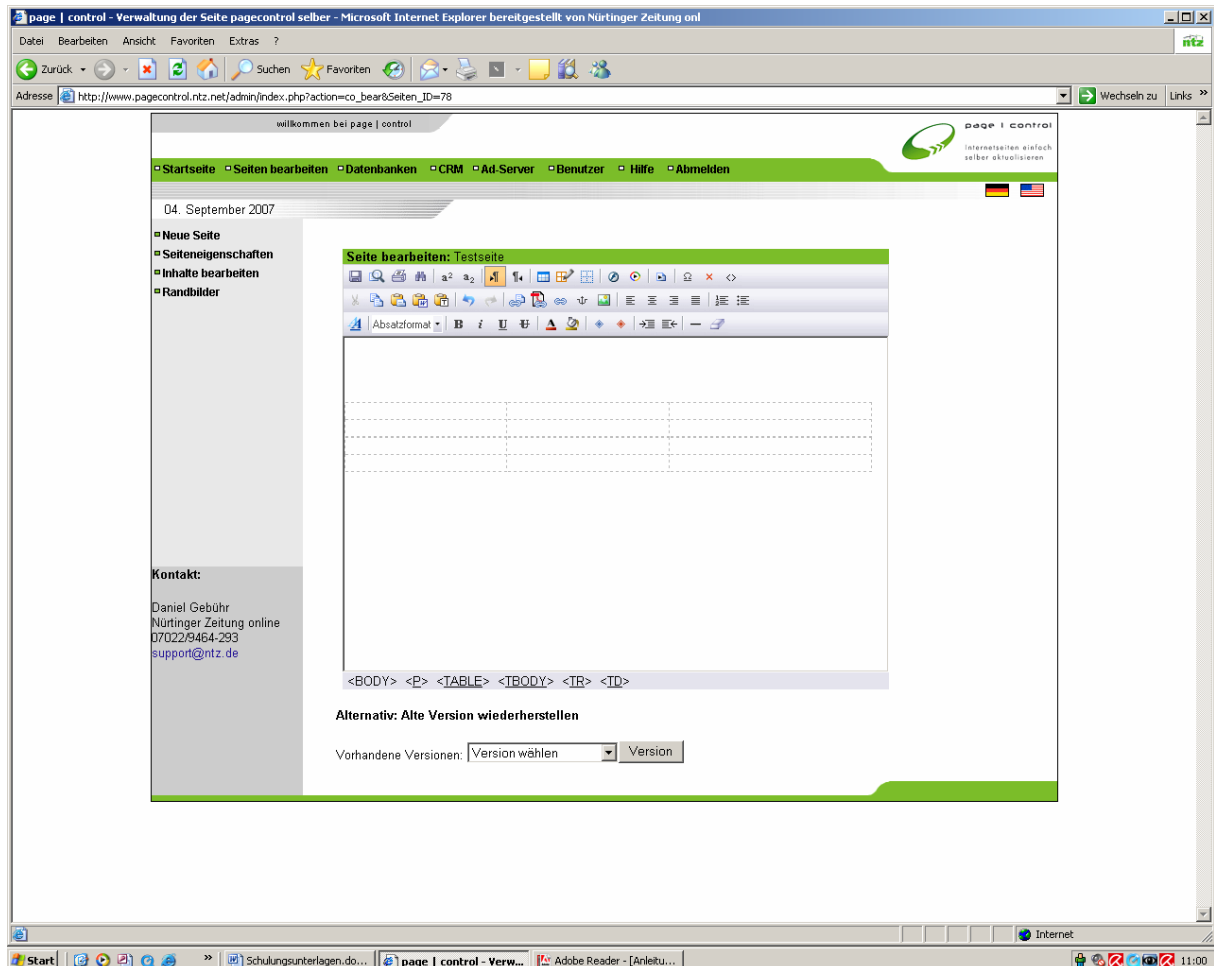 page | control - Verwaltung der Seite pagecontrol selber - Microsoft Internet Explorer bereitgestellt von Nürtinger Zeitung onl
Datei Bearbeiten Ansicht Favoriten Extras ?
ntz
Zurück Suchen Favoriten
Adresse http://www.pagecontrol.ntz.net/admin/index.php?action=co_bear&Seiten_ID=78 Wechseln zu Links »
willkommen bei page | control
page | control
Internetseiten einfach
selber aktualisieren
Startseite Seiten bearbeiten Datenbanken CRM Ad-Server Benutzer Hilfe Abmelden
04. September 2007
Neue Seite
Seiteneigenschaften
Inhalte bearbeiten
Randbilder
Seite bearbeiten: Testseite
Absatzformat B i U
<BODY> <P> <TABLE> <TBODY> <TR> <TD>
Kontakt:
Daniel Gebühr
Nürtinger Zeitung online
07022/9464-293
support@ntz.de
Alternativ: Alte Version wiederherstellen
Vorhandene Versionen: Version wählen Version
Internet
Start » Schulungsunterlagen.do... page | control - Verw... Adobe Reader - [Anleitu... 11:00